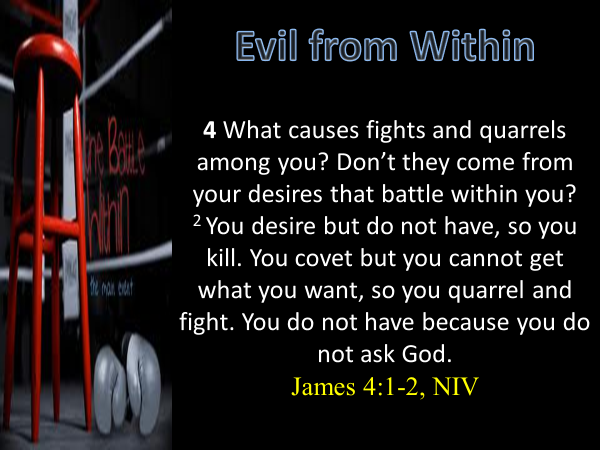 Evil from Within
the Battle
Within
the main event
4 What causes fights and quarrels
among you? Don’t they come from
your desires that battle within you?
2 You desire but do not have, so you
kill. You covet but you cannot get
what you want, so you quarrel and
fight. You do not have because you do
not ask God.
James 4:1-2, NIV